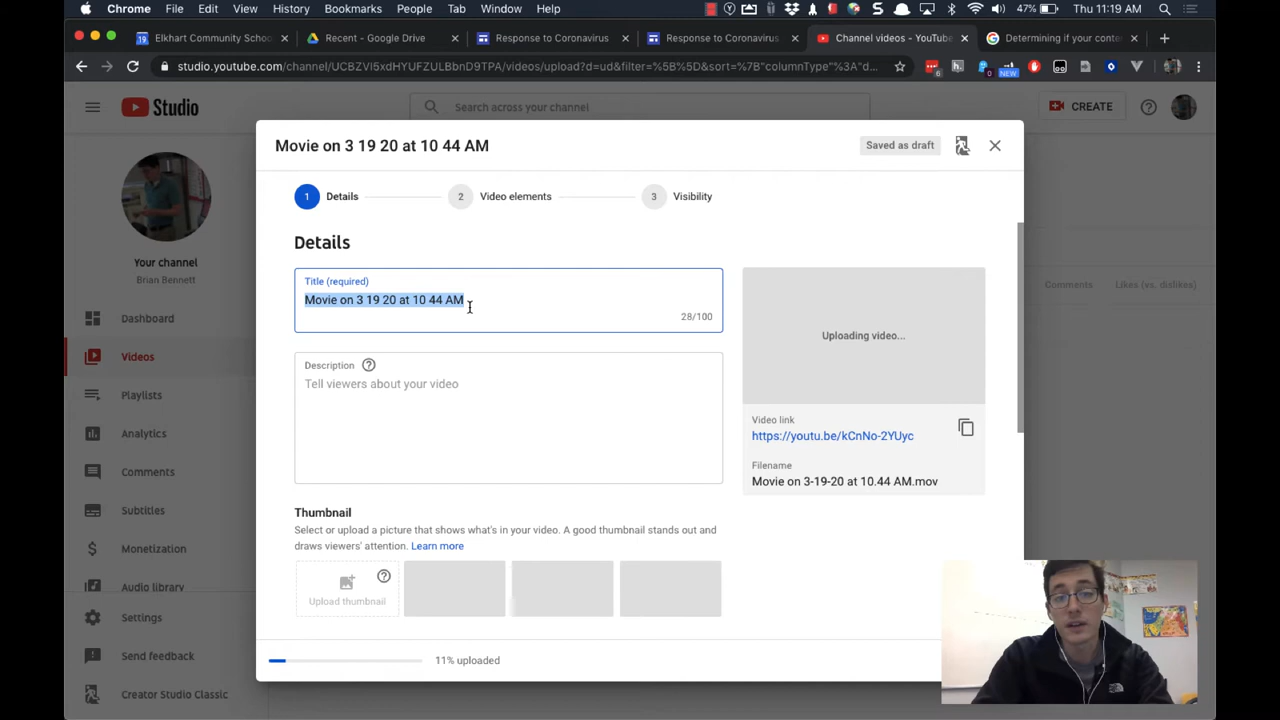 Chrome File Edit View History Bookmarks People Tab Window Help 47% Thu 11:19 AM
Elkhart Community Schoo
Recent - Google Drive
Response to Coronavirus
Response to Coronavirus
Channel videos - YouTube
Determining if your conte
studio.youtube.com/channel/UCBZVi5xdHYUFZULBbnD9TPA/videos/upload?d=ud&filter=%5B%5D&sort=%7B"columnType"%3A"d...
6
0
NEW
Studio
Search across your channel
CREATE
Movie on 3 19 20 at 10 44 AM
Saved as draft
1 Details
2 Video elements
3 Visibility
Your channel
Brian Bennett
Dashboard
Videos
Playlists
Analytics
Comments
Subtitles
Monetization
Audio library
Settings
Send feedback
Creator Studio Classic
Details
Title (required)
Movie on 3 19 20 at 10 44 AM
28/100
Description
Tell viewers about your video
Thumbnail
Select or upload a picture that shows what's in your video. A good thumbnail stands out and
draws viewers' attention. Learn more
Upload thumbnail
11% uploaded
Uploading video...
Video link
https://youtu.be/kCnNo-2YUyc
Filename
Movie on 3-19-20 at 10.44 AM.mov
Comments
Likes (vs. dislikes)